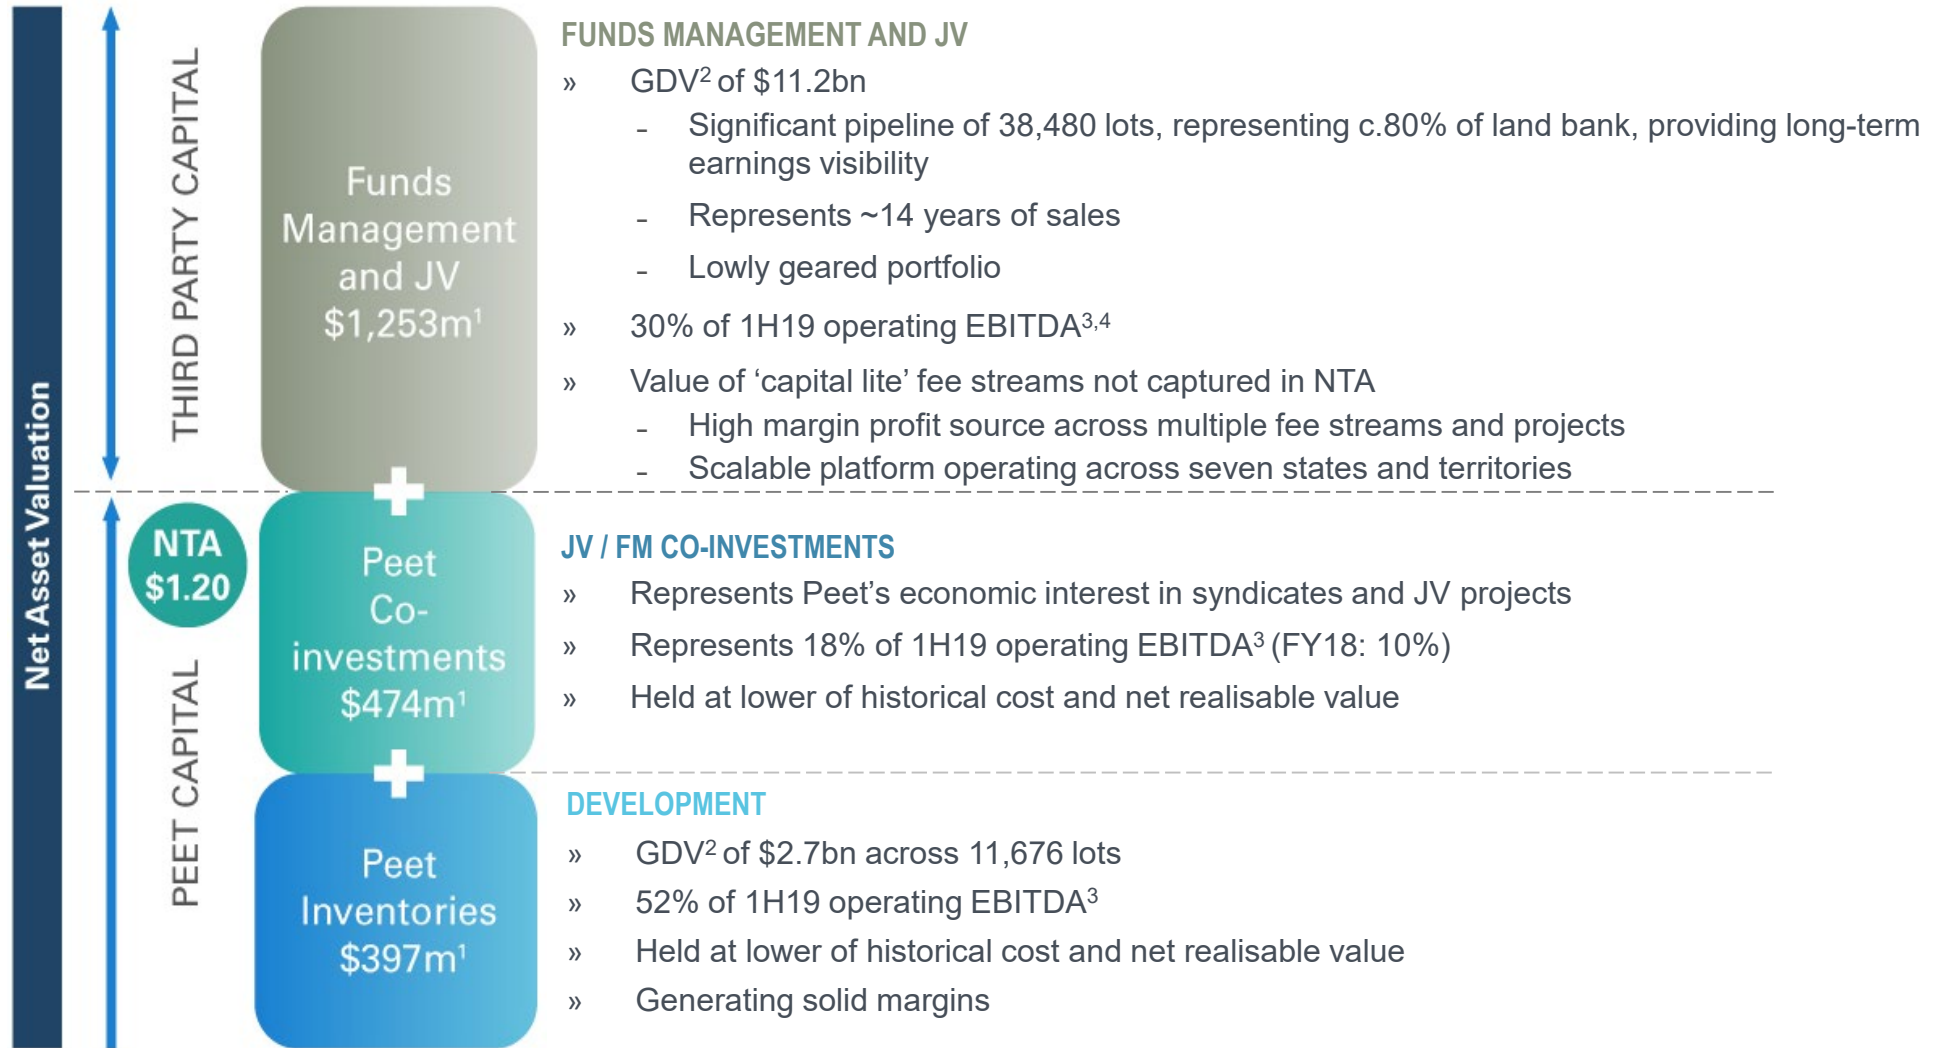 Net Asset Valuation
THIRD PARTY CAPITAL
Funds
Management
and JV
$1,253m¹
FUNDS MANAGEMENT AND JV
» GDV² of $11.2bn
- Significant pipeline of 38,480 lots, representing c.80% of land bank, providing long-term
earnings visibility
- Represents ~14 years of sales
- Lowly geared portfolio
» 30% of 1H19 operating EBITDA³,⁴
» Value of ‘capital lite’ fee streams not captured in NTA
- High margin profit source across multiple fee streams and projects
- Scalable platform operating across seven states and territories
NTA
$1.20
PEET CAPITAL
Peet
Co-
investments
$474m¹
JV / FM CO-INVESTMENTS
» Represents Peet’s economic interest in syndicates and JV projects
» Represents 18% of 1H19 operating EBITDA³ (FY18: 10%)
» Held at lower of historical cost and net realisable value
Peet
Inventories
$397m¹
DEVELOPMENT
» GDV² of $2.7bn across 11,676 lots
» 52% of 1H19 operating EBITDA³
» Held at lower of historical cost and net realisable value
» Generating solid margins